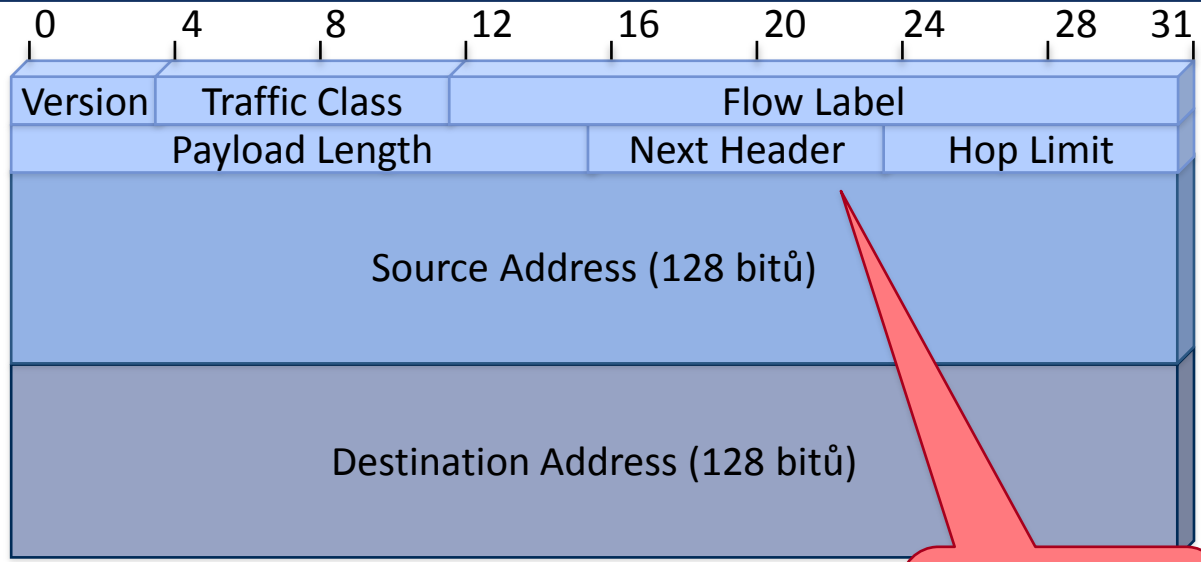 0 4 8 12 16 20 24 28 31
Version Traffic Class Flow Label
Payload Length Next Header Hop Limit
Source Address (128 bitů)
Destination Address (128 bitů)